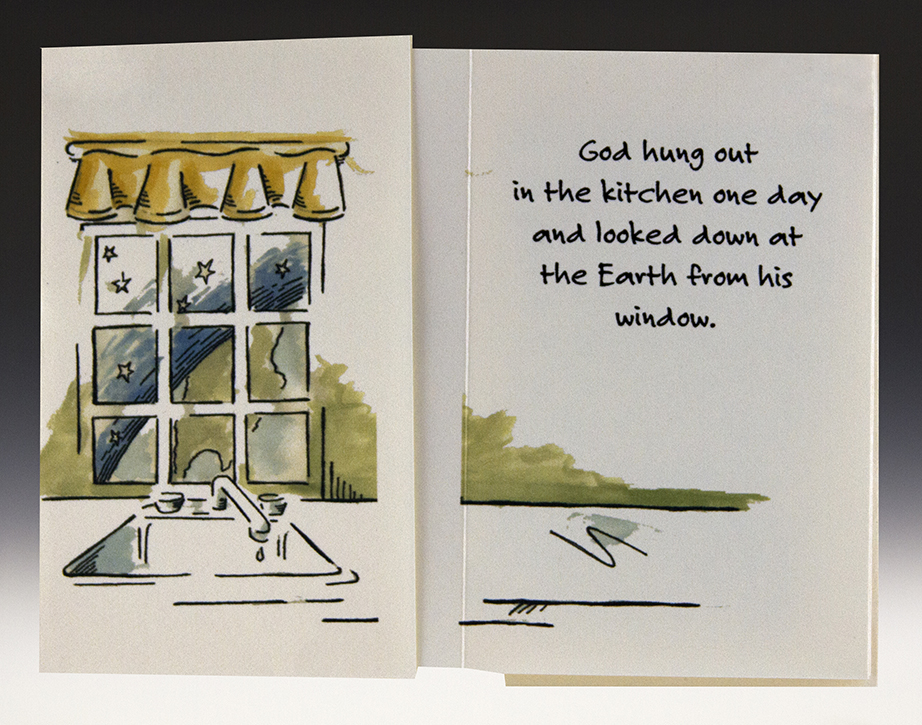 God hung out
in the kitchen one day
and looked down at
the Earth from his
window.